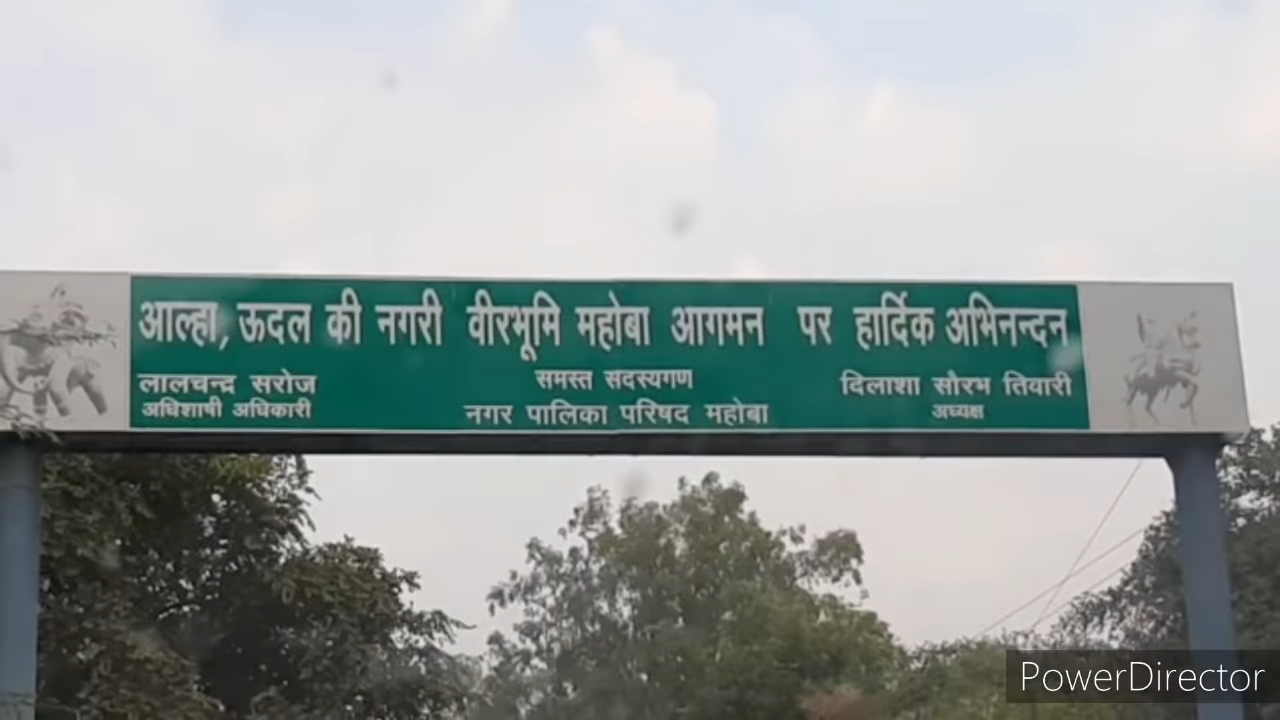 आल्हा, ऊदल की नगरी वीरभूमि महोबा आगमन पर हार्दिक अभिनन्दन
लालचन्द्र सरोज
अधिशाषी अधिकारी
समस्त सदस्यगण
नगर पालिका परिषद महोबा
दिलाशा सौरभ तिवारी
अध्यक्ष
PowerDirector